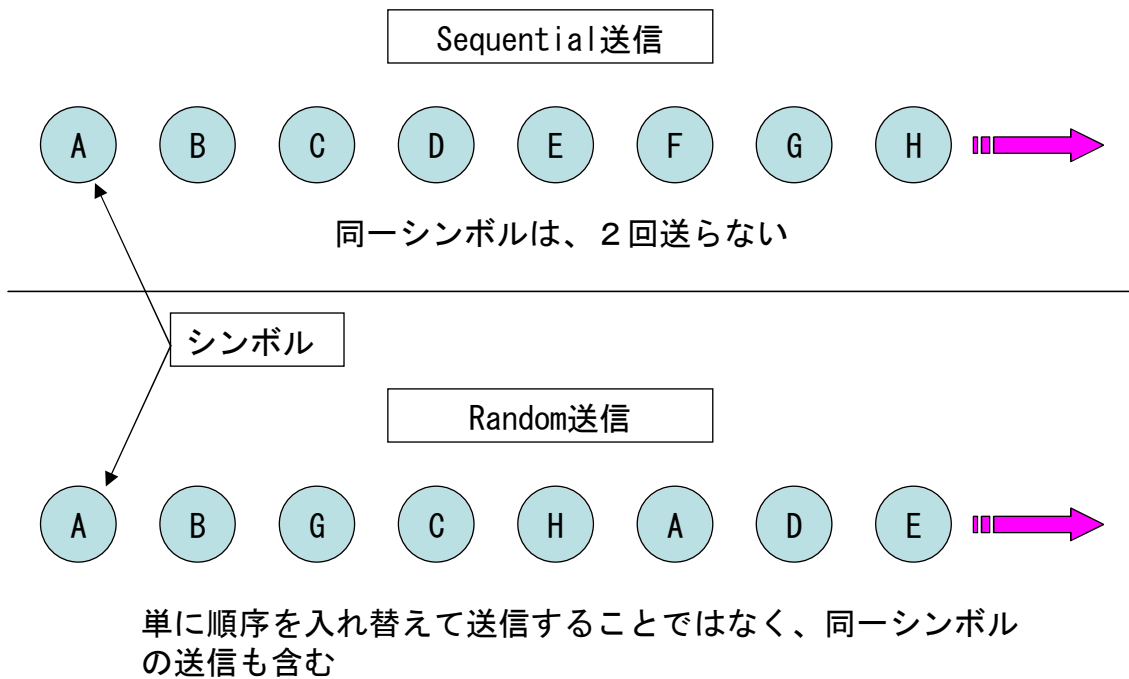 Sequential送信
A B C D E F G H
同一シンボルは、２回送らない
シンボル
Random送信
A B G C H A D E
単に順序を入れ替えて送信することではなく、同一シンボル
の送信も含む